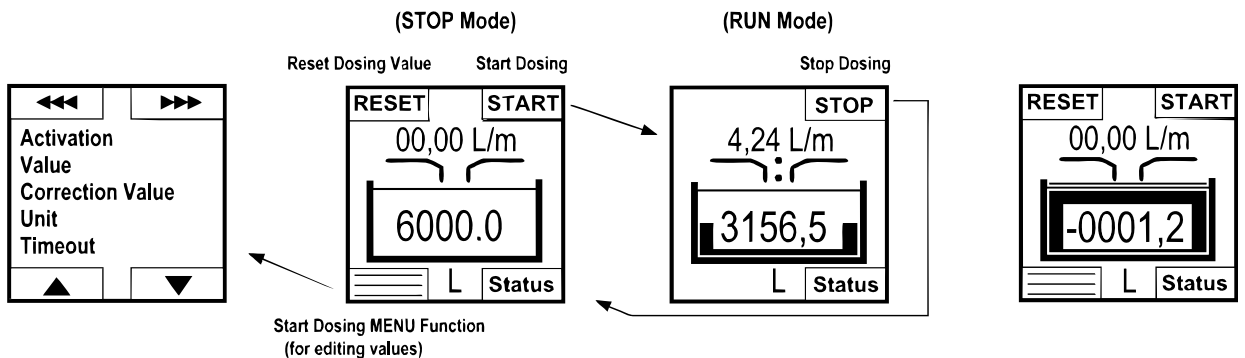 (STOP Mode)
(RUN Mode)
Reset Dosing Value
Start Dosing
Stop Dosing
Activation
Value
Correction Value
Unit
Timeout
RESET
START
00,00 L/m
6000.0
L
Status
Start Dosing MENU Function
(for editing values)
STOP
4,24 L/m
3156,5
L
Status
RESET
START
00,00 L/m
-0001,2
L
Status